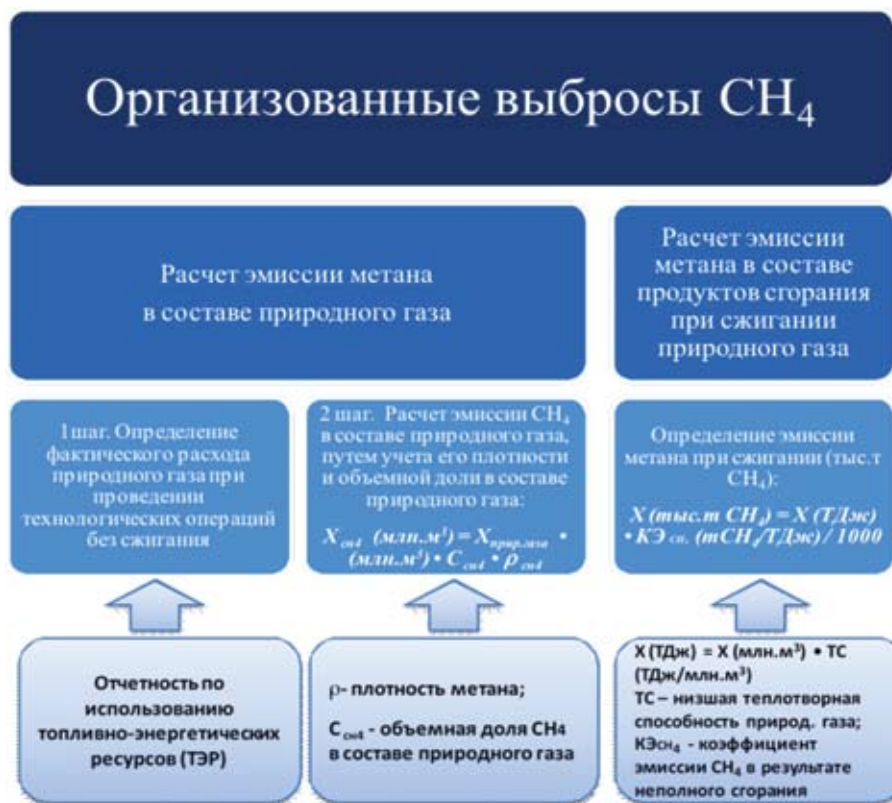 Организованные выбросы CH₄
Расчет эмиссии метана
в составе природного газа
Расчет эмиссии
метана в составе
продуктов сгорания
при сжигании
природного газа
1шаг. Определение
фактического расхода
природного газа при
проведении
технологических операций
без сжигания
2 шаг. Расчет эмиссии CH₄
в составе природного газа,
путем учета его плотности
и объемной доли в составе
природного газа:
X сн4 (млн.м³) = X прир.газа •
(млн.м³) • C сн4 • ρ сн4
Определение эмиссии
метана при сжигании (тыс.т
CH₄):
X (тыс.т CH₄) = X (ТДж)
• КЭ сн. (тCH₄/ТДж) / 1000
Отчетность по
использованию
топливно-энергетических
ресурсов (ТЭР)
ρ- плотность метана;
C сн4 - объемная доля CH4
в составе природного газа
X (ТДж) = X (млн.м³) • ТС
(ТДж/млн.м³)
ТС – низшая теплотворная
способность природ. газа;
КЭсн₄ - коэффициент
эмиссии CH₄ в результате
неполного сгорания